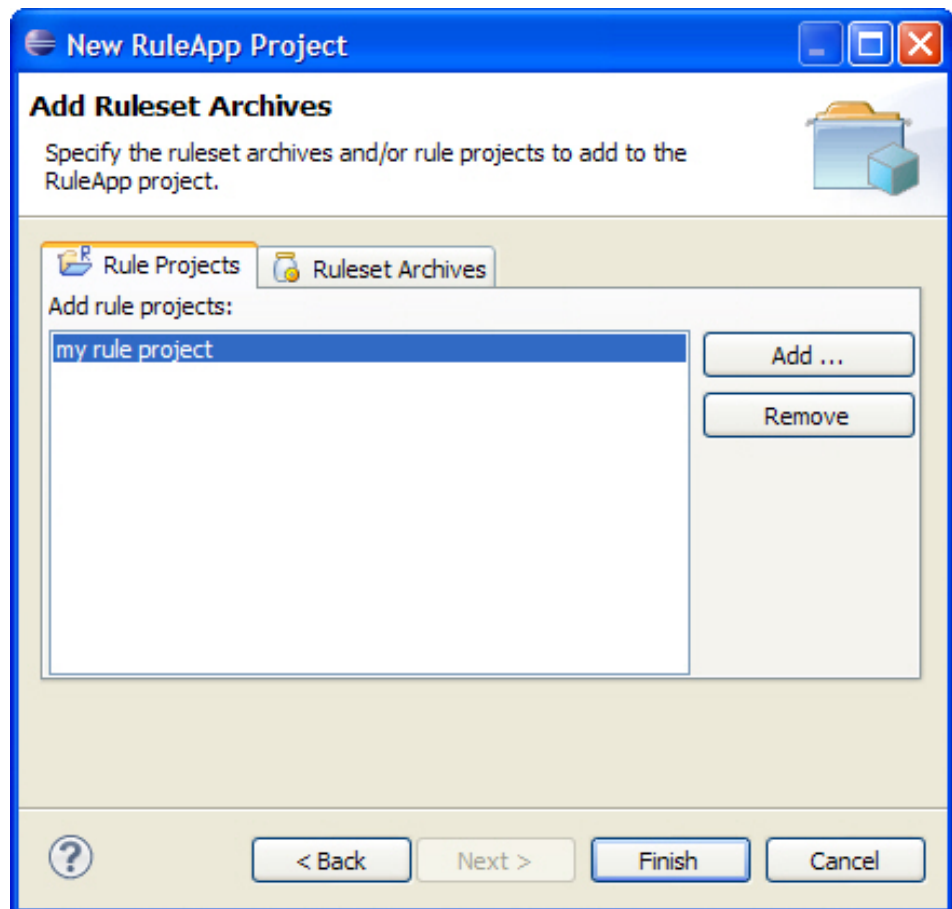 New RuleApp Project
Add Ruleset Archives
Specify the ruleset archives and/or rule projects to add to the
RuleApp project.
R Rule Projects
Ruleset Archives
Add rule projects:
my rule project
Add ...
Remove
?
< Back
Next >
Finish
Cancel